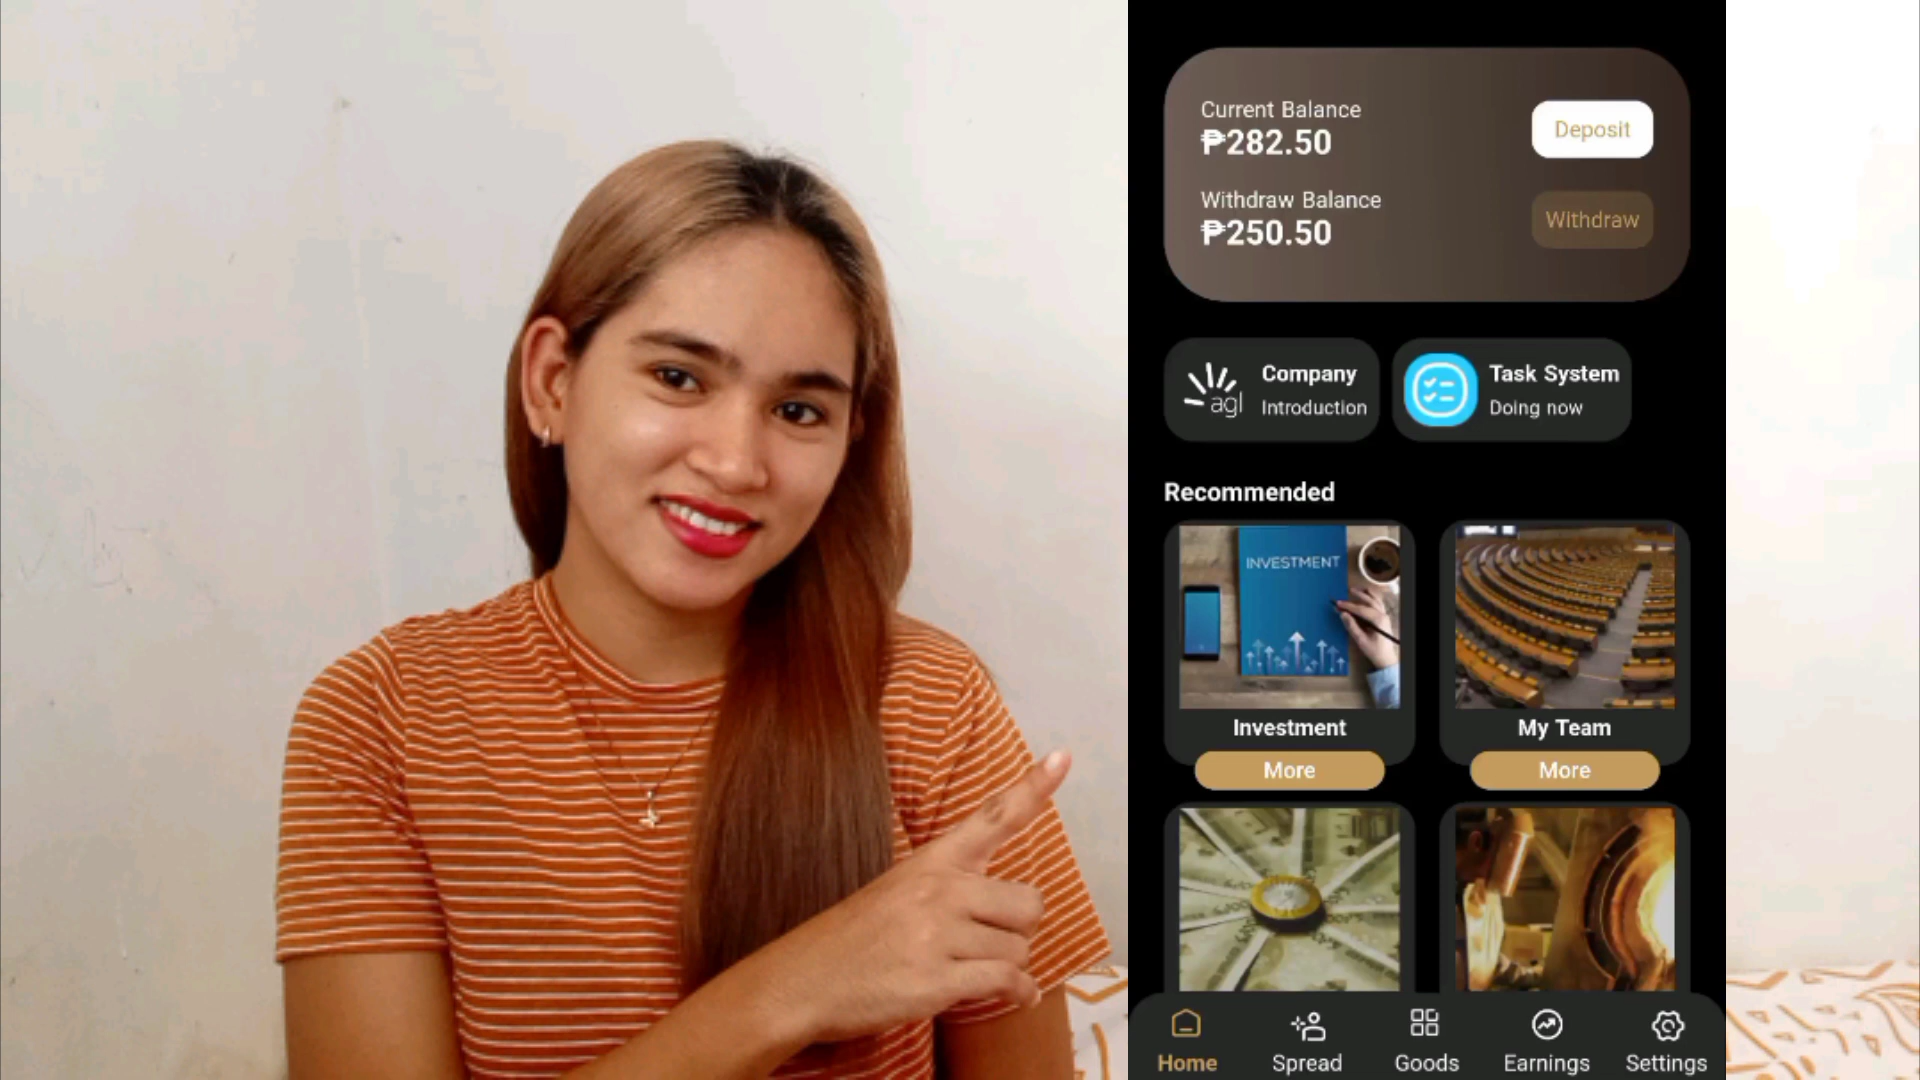 Current Balance
₱282.50
Deposit
Withdraw Balance
₱250.50
Withdraw
agl
Company
Introduction
Task System
Doing now
Recommended
INVESTMENT
Investment
My Team
More
More
Home
Spread
Goods
Earnings
Settings